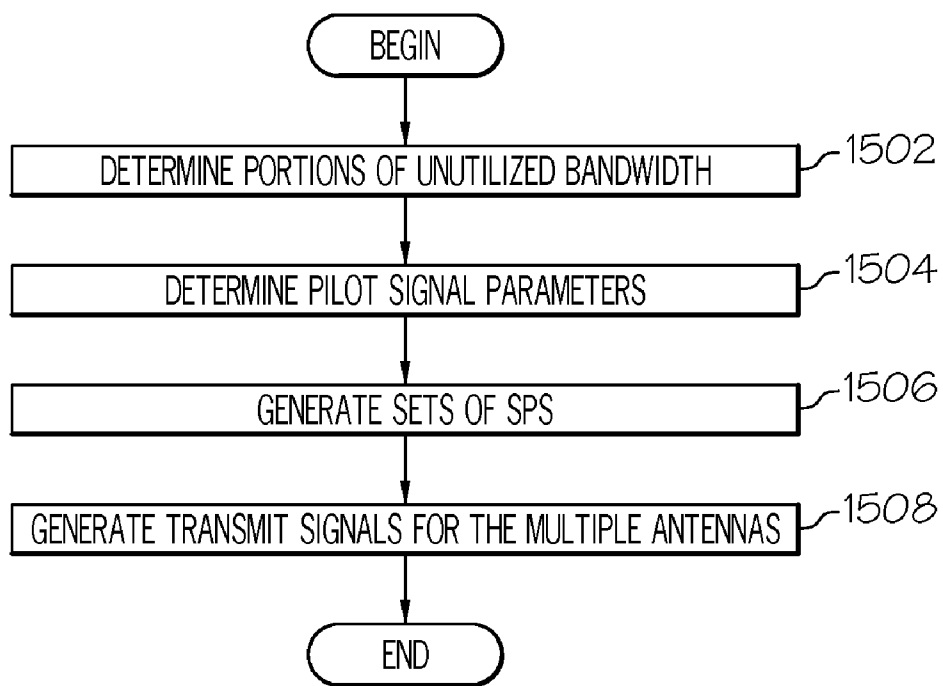 BEGIN
DETERMINE PORTIONS OF UNUTILIZED BANDWIDTH
1502
DETERMINE PILOT SIGNAL PARAMETERS
1504
GENERATE SETS OF SPS
1506
GENERATE TRANSMIT SIGNALS FOR THE MULTIPLE ANTENNAS
1508
END